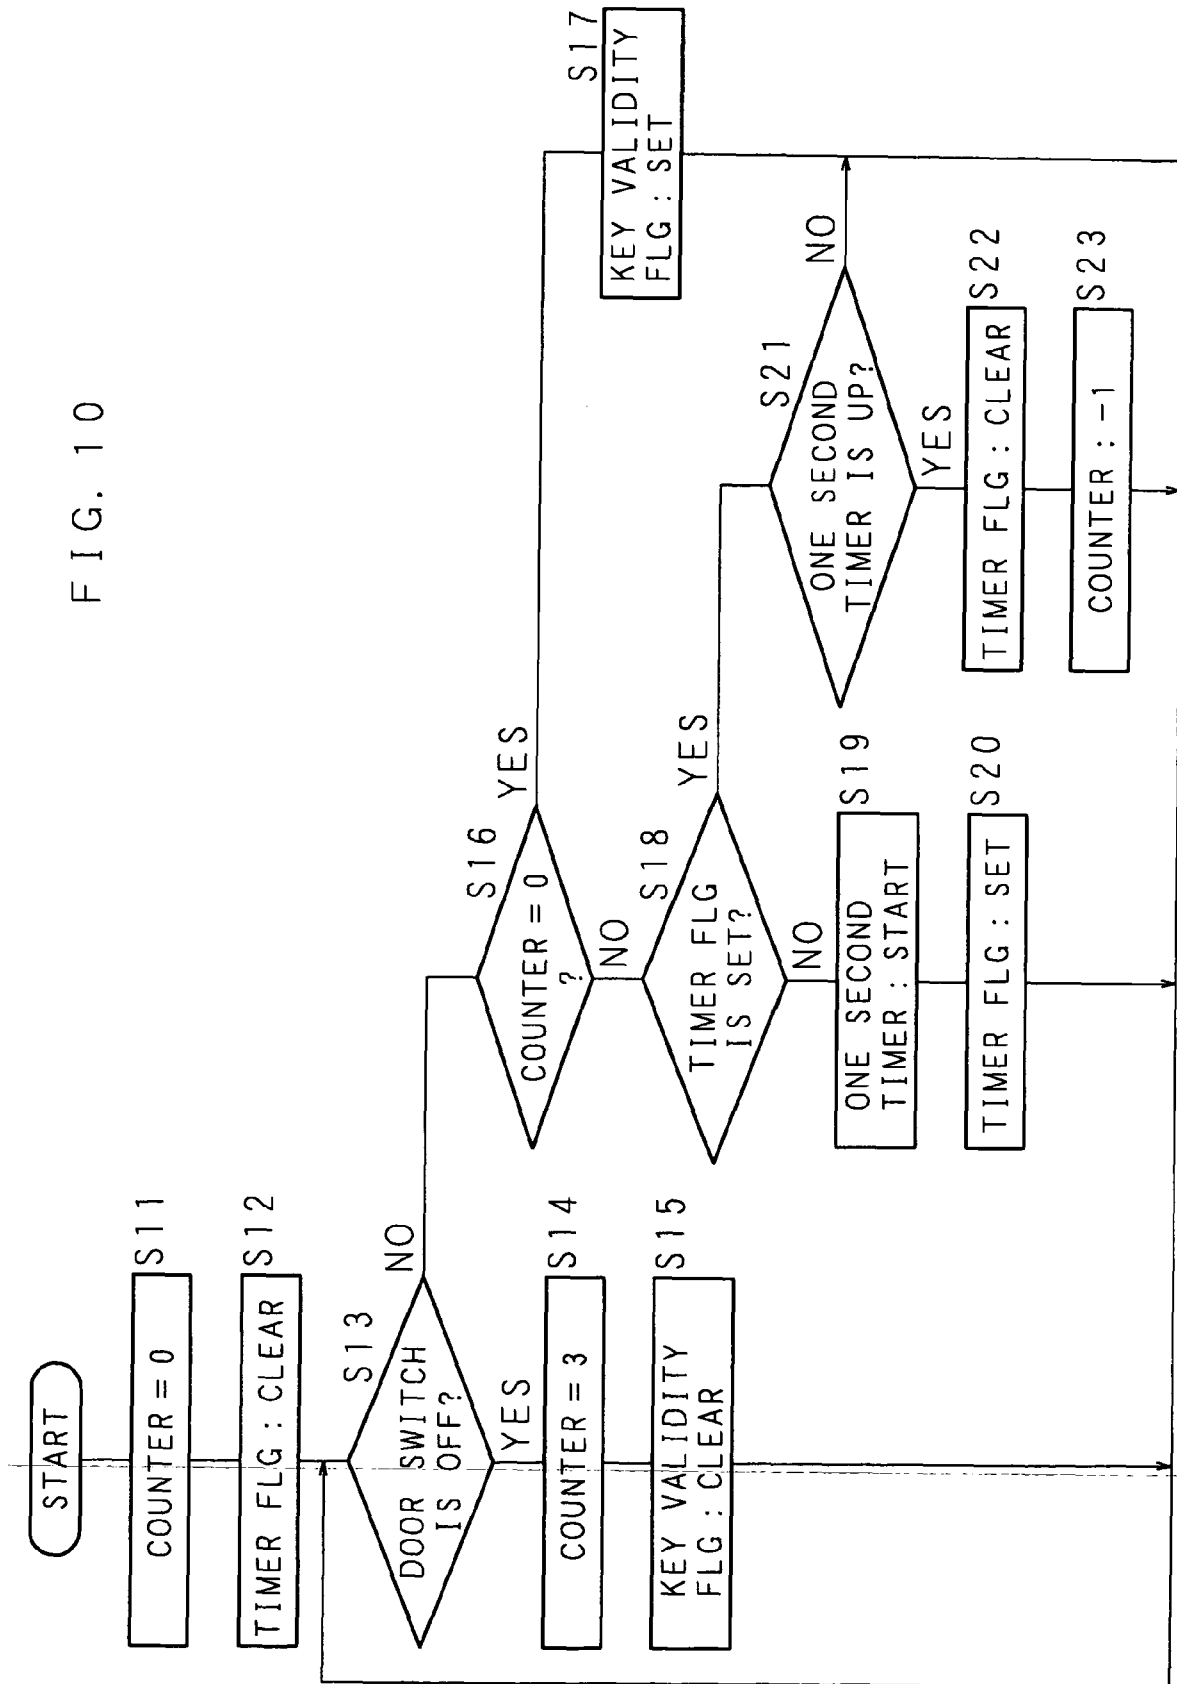 FIG. 10
START
COUNTER = 0
S11
TIMER FLG : CLEAR
S12
S13
DOOR SWITCH
IS OFF?
NO
YES
COUNTER = 3
S14
KEY VALIDITY
FLG : CLEAR
S15
S16
COUNTER = 0
?
YES
NO
S17
KEY VALIDITY
FLG : SET
S18
TIMER FLG
IS SET?
YES
NO
ONE SECOND
TIMER : START
S19
TIMER FLG : SET
S20
S21
ONE SECOND
TIMER IS UP?
NO
YES
TIMER FLG : CLEAR
S22
COUNTER : -1
S23